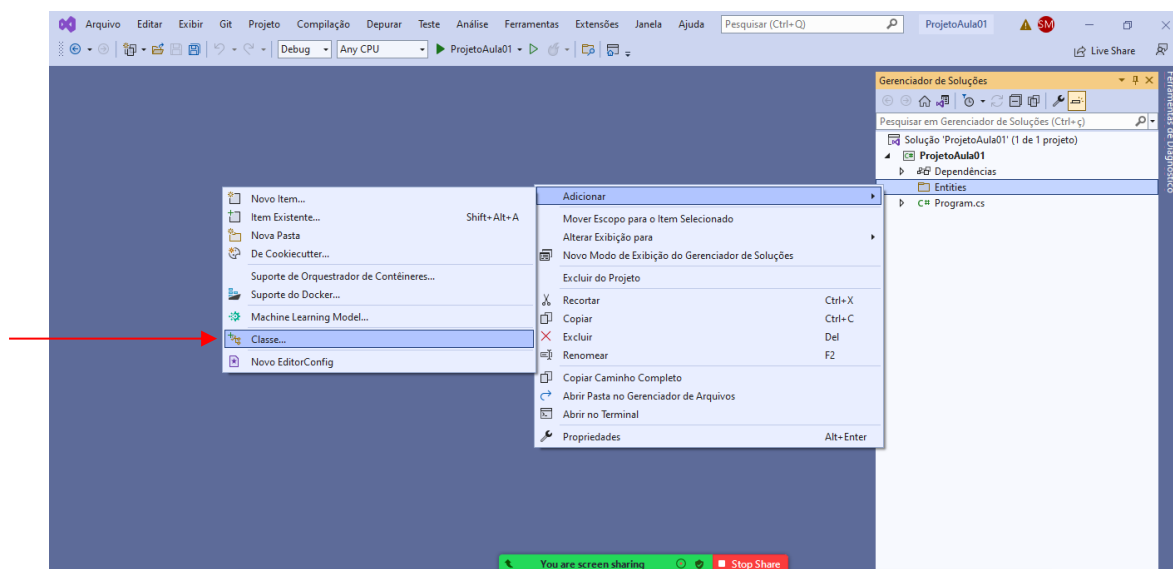 Arquivo Editar Exibir Git Projeto Compilação Depurar Teste Análise Ferramentas Extensões Janela Ajuda Pesquisar (Ctrl+Q) ProjetoAula01 SM
Debug Any CPU ProjetoAula01 Live Share
Gerenciador de Soluções
Pesquisar em Gerenciador de Soluções (Ctrl+ç)
Solução 'ProjetoAula01' (1 de 1 projeto)
C# ProjetoAula01
Dependências
Entities
C# Program.cs
Ferramentas de Diagnóstico
Adicionar
Mover Escopo para o Item Selecionado
Alterar Exibição para
Novo Modo de Exibição do Gerenciador de Soluções
Excluir do Projeto
Recortar Ctrl+X
Copiar Ctrl+C
Excluir Del
Renomear F2
Copiar Caminho Completo
Abrir Pasta no Gerenciador de Arquivos
Abrir no Terminal
Propriedades Alt+Enter
Novo Item...
Item Existente... Shift+Alt+A
Nova Pasta
De Cookiecutter...
Suporte de Orquestrador de Contêineres...
Suporte do Docker...
Machine Learning Model...
Classe...
Novo EditorConfig
You are screen sharing Stop Share